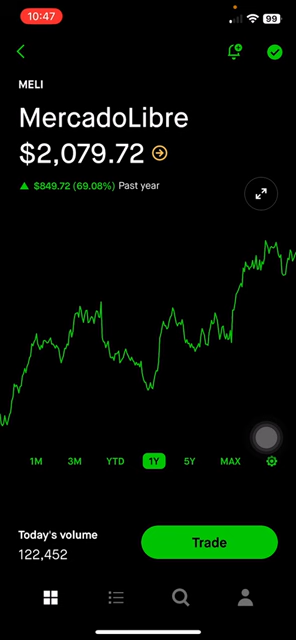 10:47
99
MELI
MercadoLibre
$2,079.72
$849.72 (69.08%) Past year
1M 3M YTD 1Y 5Y MAX
Today's volume
122,452
Trade